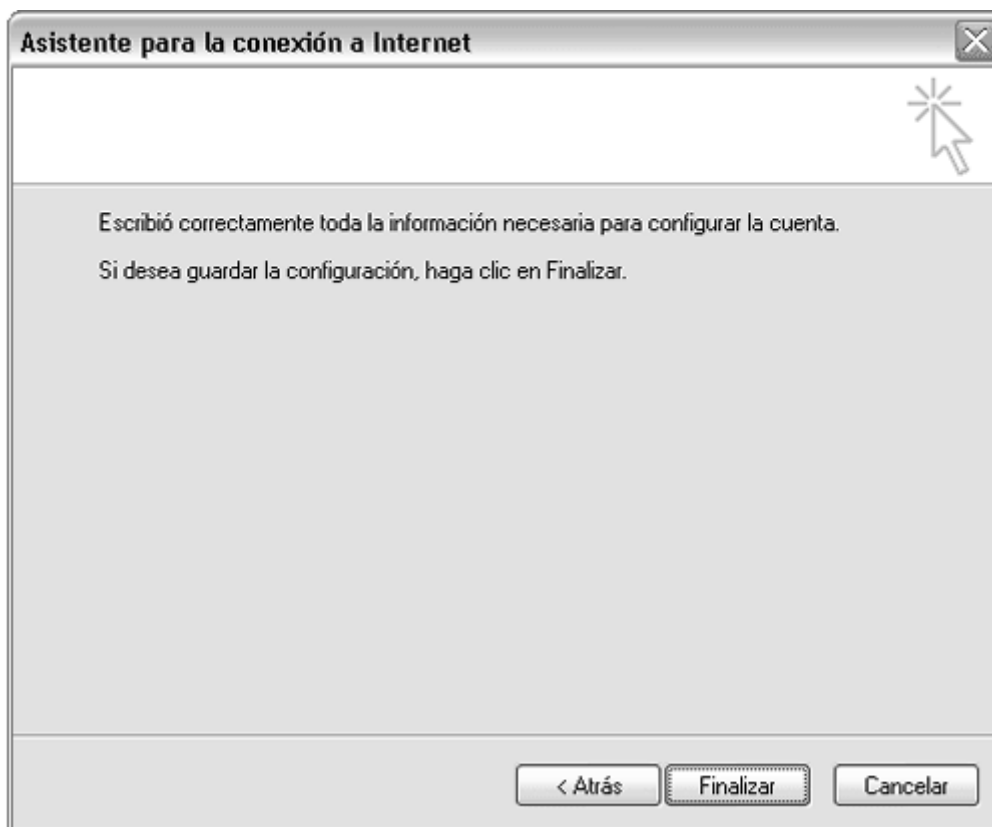 Asistente para la conexión a Internet
Escribió correctamente toda la información necesaria para configurar la cuenta.
Si desea guardar la configuración, haga clic en Finalizar.
< Atrás Finalizar Cancelar